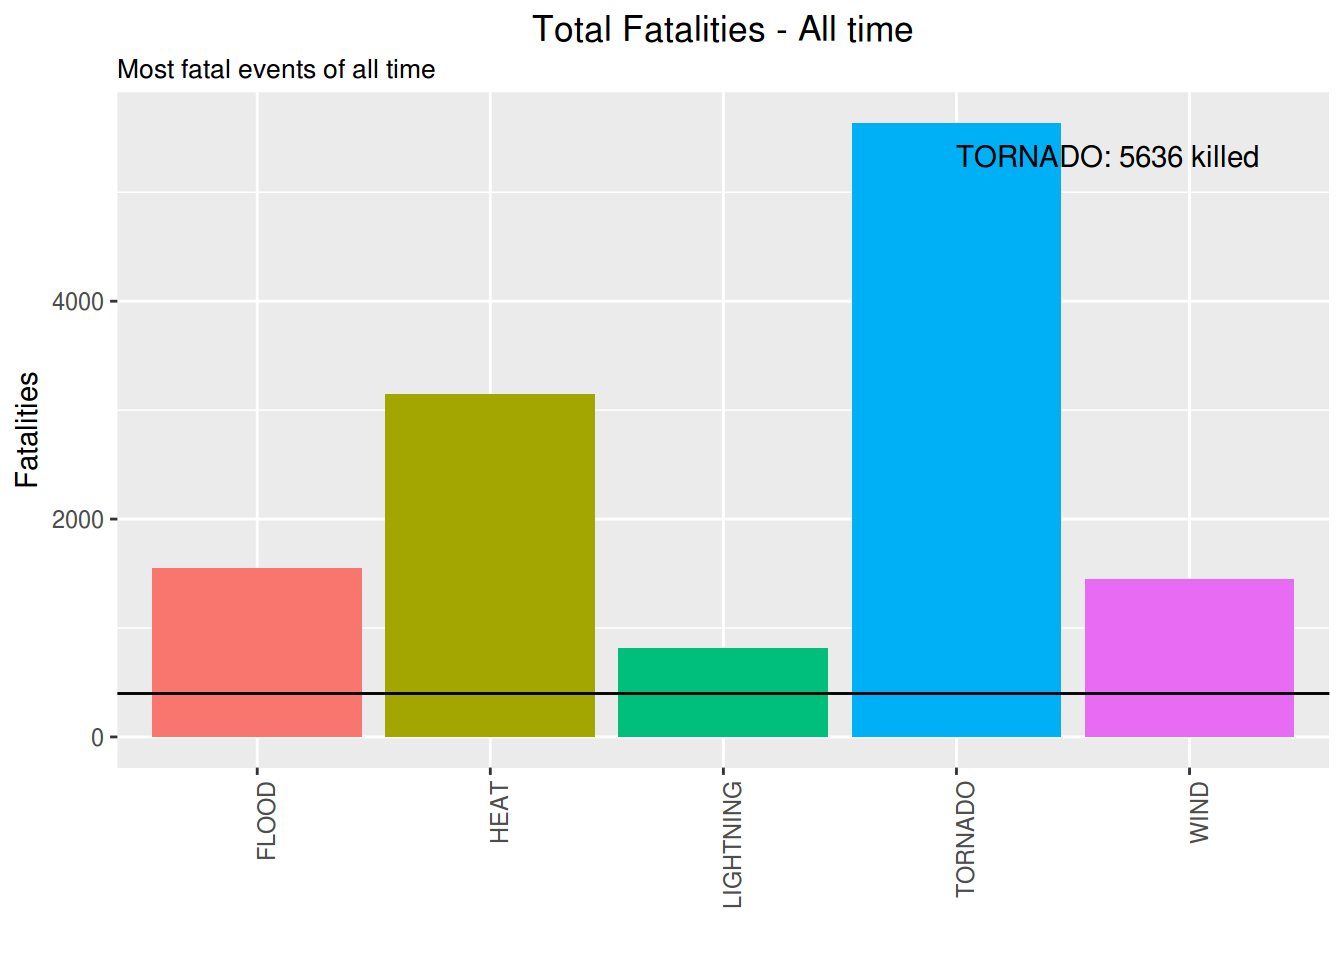 Total Fatalities - All time
Most fatal events of all time
TORNADO: 5636 killed
Fatalities
4000
2000
0
FLOOD
HEAT
LIGHTNING
TORNADO
WIND